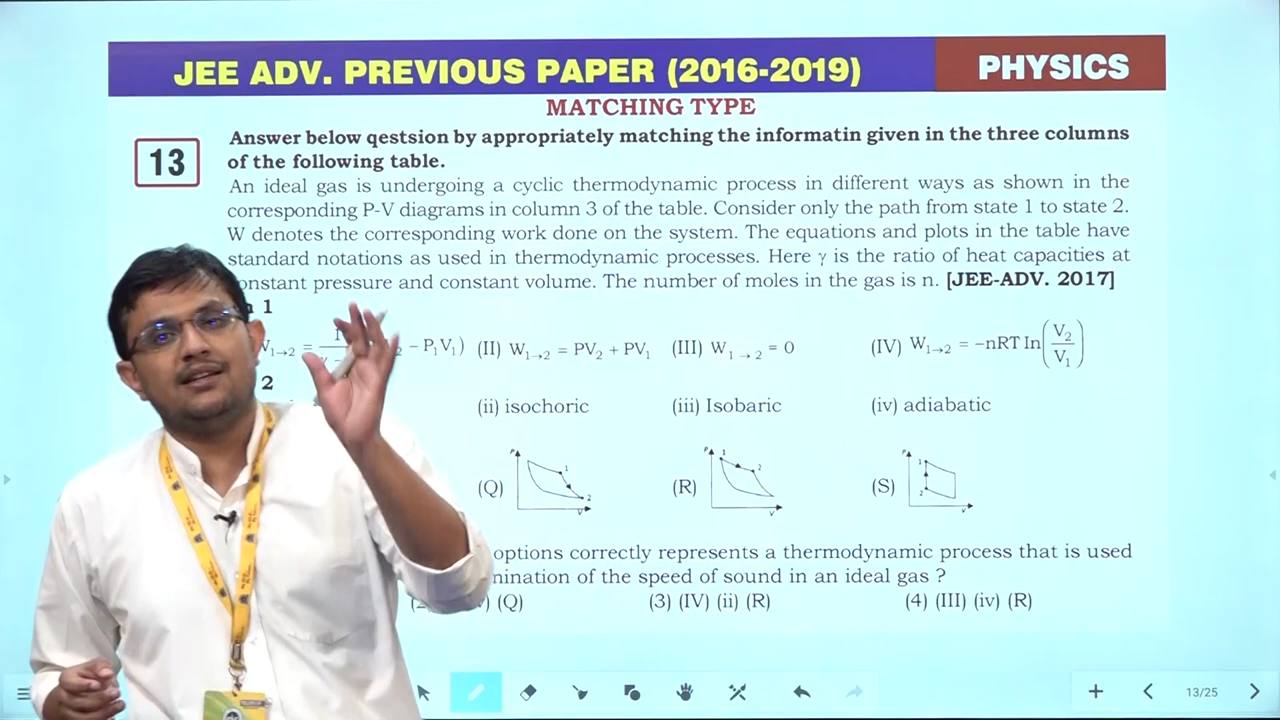 JEE ADV. PREVIOUS PAPER (2016-2019) PHYSICS
MATCHING TYPE
13 Answer below qestsion by appropriately matching the informatin given in the three columns
of the following table.
An ideal gas is undergoing a cyclic thermodynamic process in different ways as shown in the
corresponding P-V diagrams in column 3 of the table. Consider only the path from state 1 to state 2.
W denotes the corresponding work done on the system. The equations and plots in the table have
standard notations as used in thermodynamic processes. Here γ is the ratio of heat capacities at
constant pressure and constant volume. The number of moles in the gas is n. [JEE-ADV. 2017]
1
− P₁V₁) (II) W₁→₂ = PV₂ + PV₁ (III) W₁→₂ = 0 (IV) W₁→₂ = −nRT ln(V₂/V₁)
2
(ii) isochoric (iii) Isobaric (iv) adiabatic
(Q) P 1 2 V (R) P 1 2 V (S) P 1 2 V
options correctly represents a thermodynamic process that is used
mination of the speed of sound in an ideal gas ?
(Q) (3) (IV) (ii) (R) (4) (III) (iv) (R)
13/25